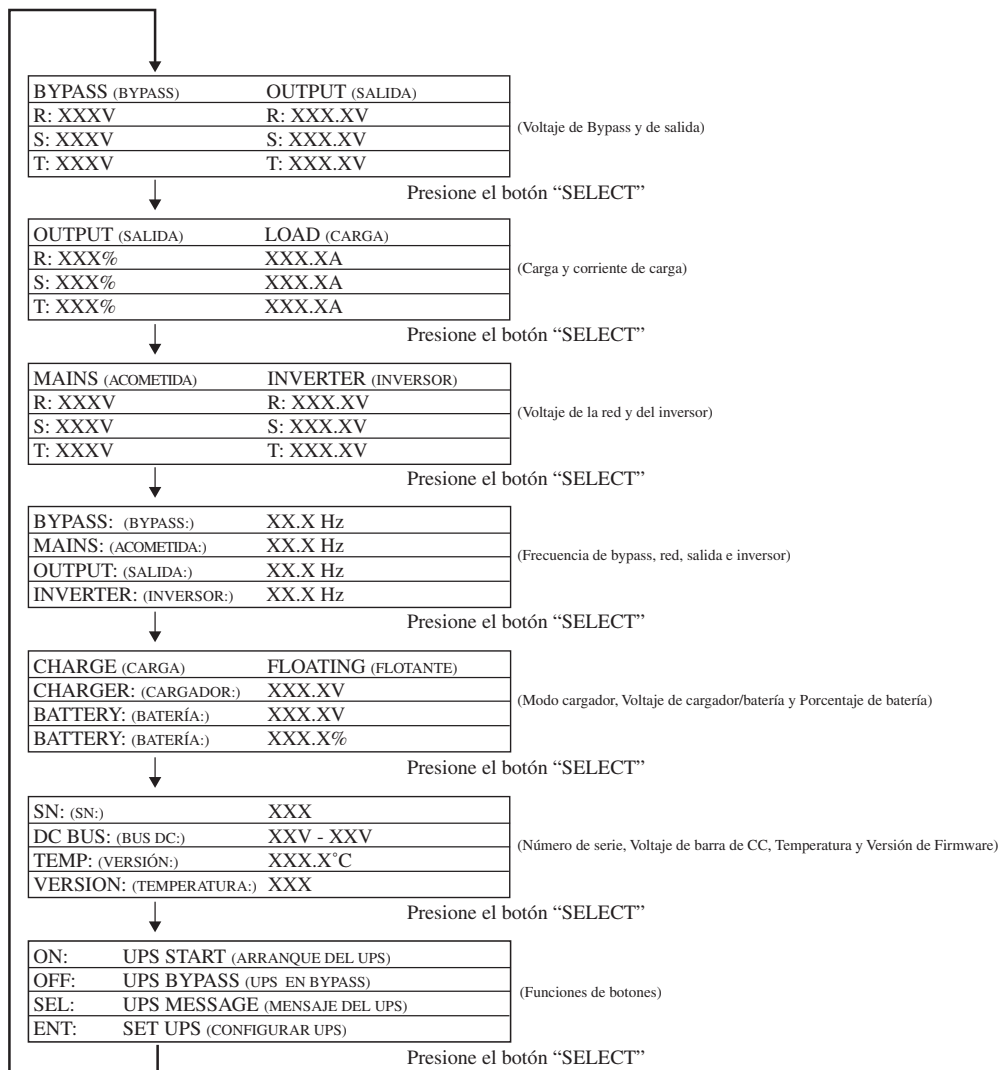 BYPASS (BYPASS) OUTPUT (SALIDA)
R: XXXV R: XXX.XV
S: XXXV S: XXX.XV
T: XXXV T: XXX.XV
(Voltaje de Bypass y de salida)
Presione el botón “SELECT”
OUTPUT (SALIDA) LOAD (CARGA)
R: XXX% XXX.XA
S: XXX% XXX.XA
T: XXX% XXX.XA
(Carga y corriente de carga)
Presione el botón “SELECT”
MAINS (ACOMETIDA) INVERTER (INVERSOR)
R: XXXV R: XXX.XV
S: XXXV S: XXX.XV
T: XXXV T: XXX.XV
(Voltaje de la red y del inversor)
Presione el botón “SELECT”
BYPASS: (BYPASS:) XX.X Hz
MAINS: (ACOMETIDA:) XX.X Hz
OUTPUT: (SALIDA:) XX.X Hz
INVERTER: (INVERSOR:) XX.X Hz
(Frecuencia de bypass, red, salida e inversor)
Presione el botón “SELECT”
CHARGE (CARGA) FLOATING (FLOTANTE)
CHARGER: (CARGADOR:) XXX.XV
BATTERY: (BATERÍA:) XXX.XV
BATTERY: (BATERÍA:) XXX.X%
(Modo cargador, Voltaje de cargador/batería y Porcentaje de batería)
Presione el botón “SELECT”
SN: (SN:) XXX
DC BUS: (BUS DC:) XXV - XXV
TEMP: (VERSIÓN:) XXX.X˚C
VERSION: (TEMPERATURA:) XXX
(Número de serie, Voltaje de barra de CC, Temperatura y Versión de Firmware)
Presione el botón “SELECT”
ON: UPS START (ARRANQUE DEL UPS)
OFF: UPS BYPASS (UPS EN BYPASS)
SEL: UPS MESSAGE (MENSAJE DEL UPS)
ENT: SET UPS (CONFIGURAR UPS)
(Funciones de botones)
Presione el botón “SELECT”